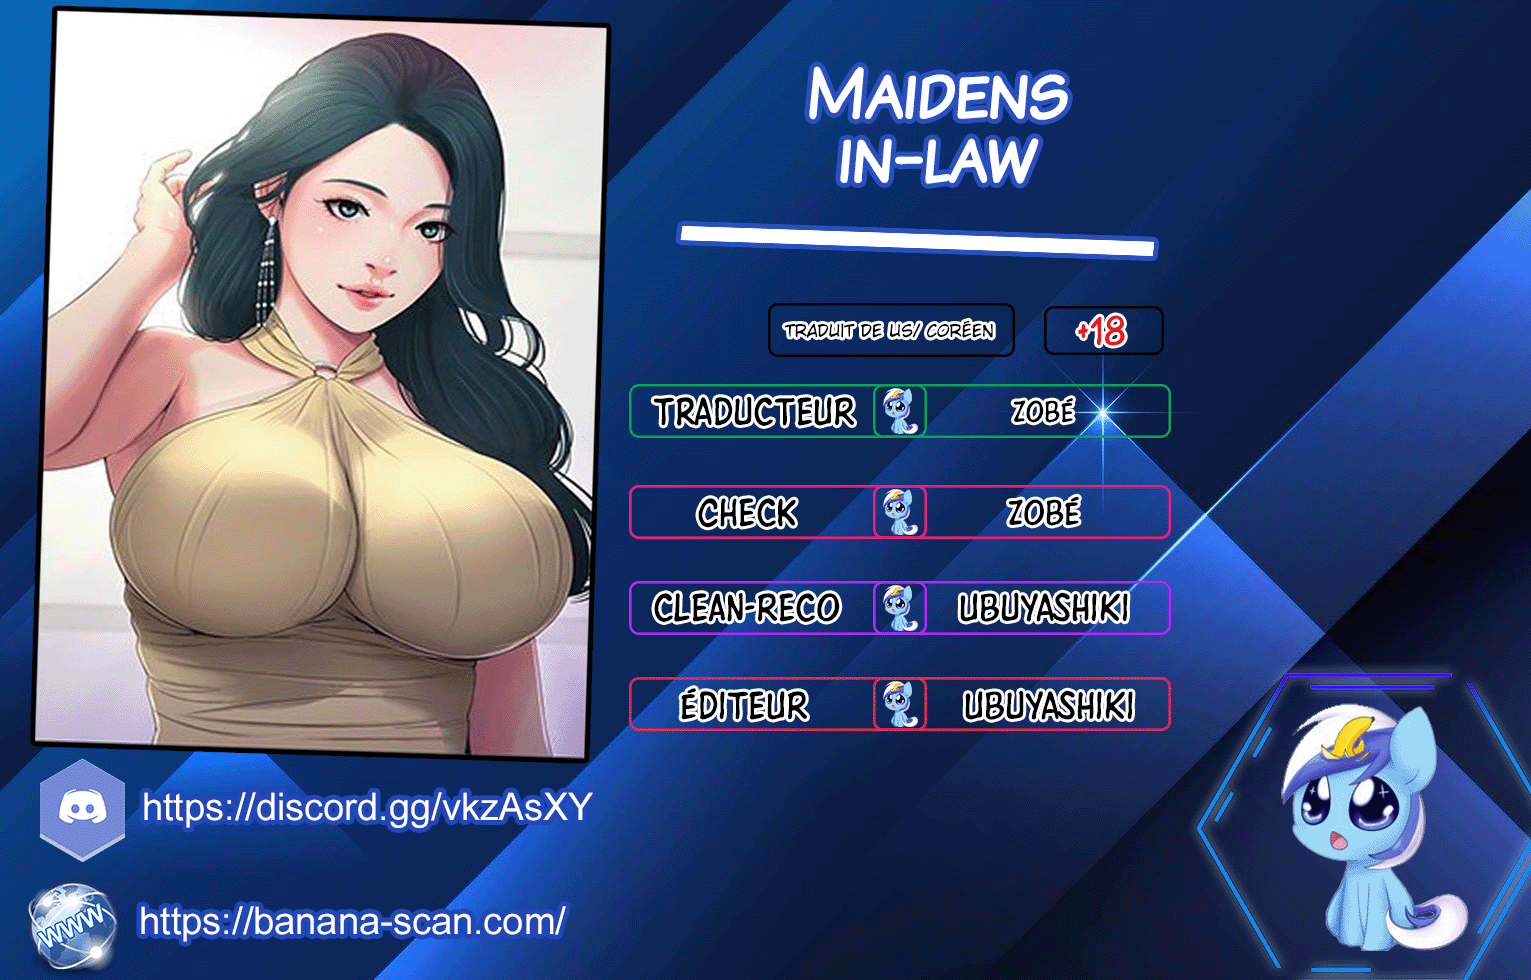 MAIDENS
IN-LAW
TRADUIT DE US/ CORÉEN
+18
TRADUCTEUR ZOBÉ
CHECK ZOBÉ
CLEAN-RECO UBUYASHIKI
ÉDITEUR UBUYASHIKI
https://discord.gg/vkzAsXY
WWW https://banana-scan.com/